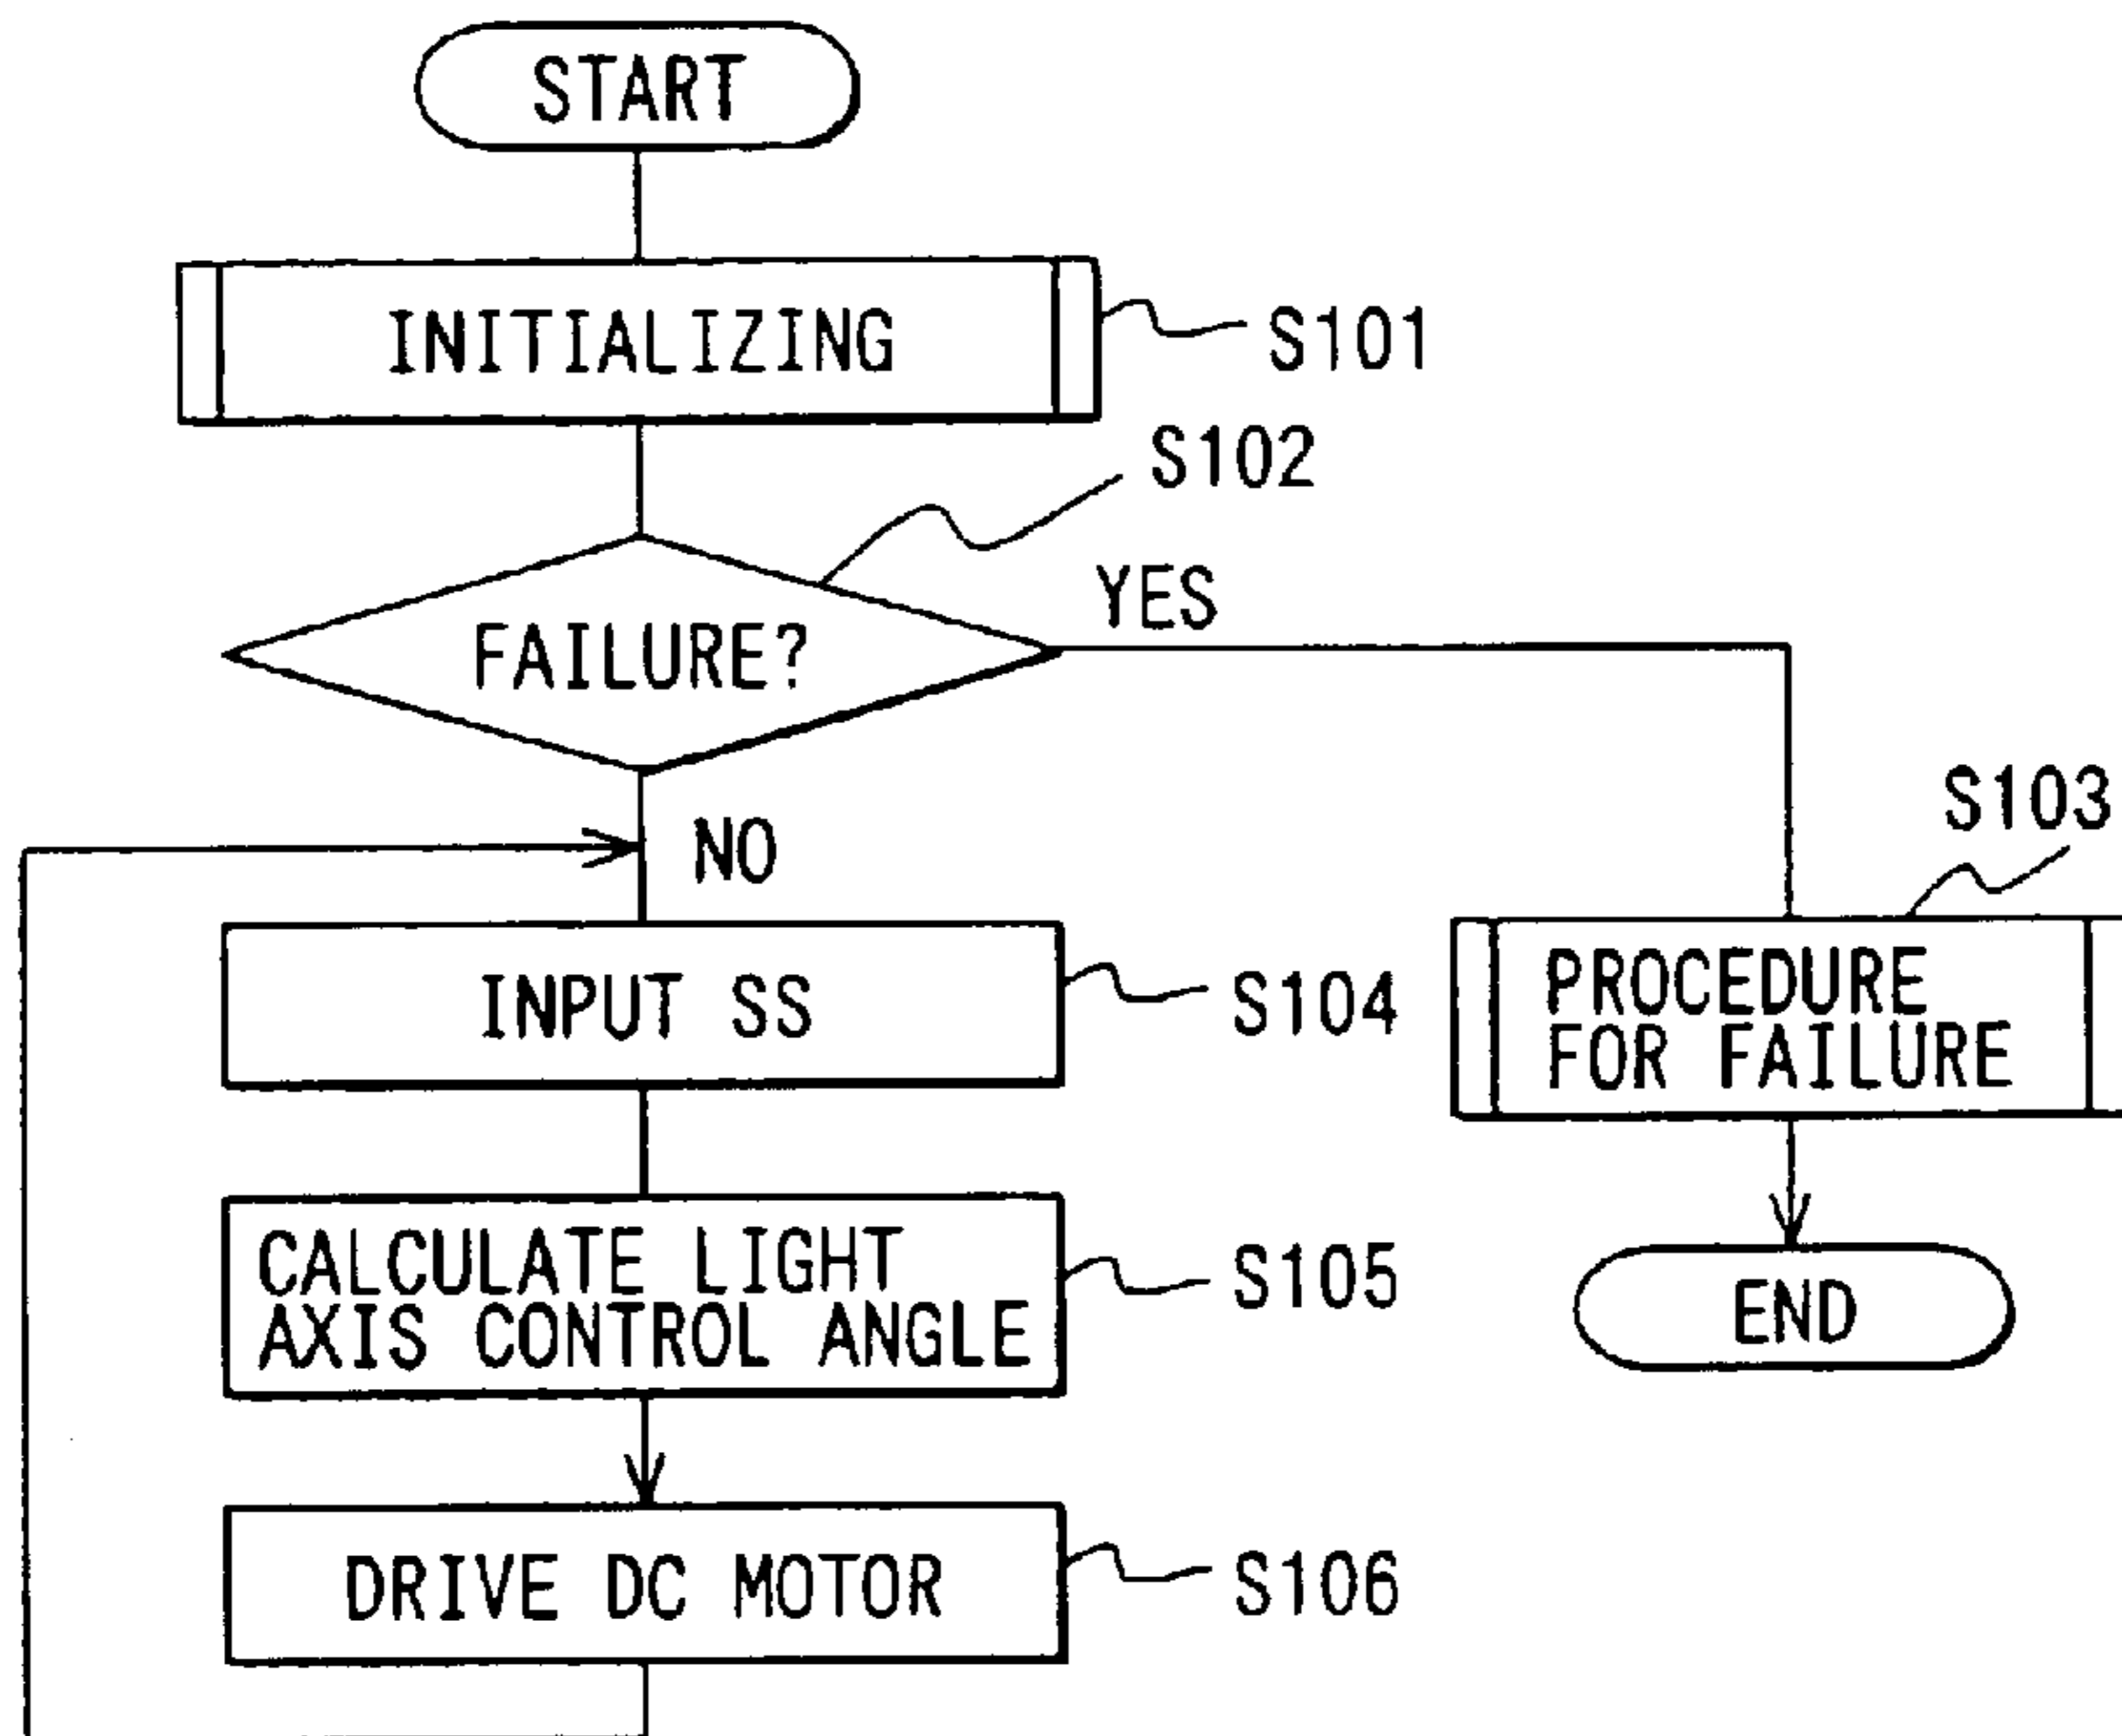 START
INITIALIZING
S101
S102
FAILURE?
YES
NO
S103
INPUT SS
S104
PROCEDURE
FOR FAILURE
CALCULATE LIGHT
AXIS CONTROL ANGLE
S105
END
DRIVE DC MOTOR
S106